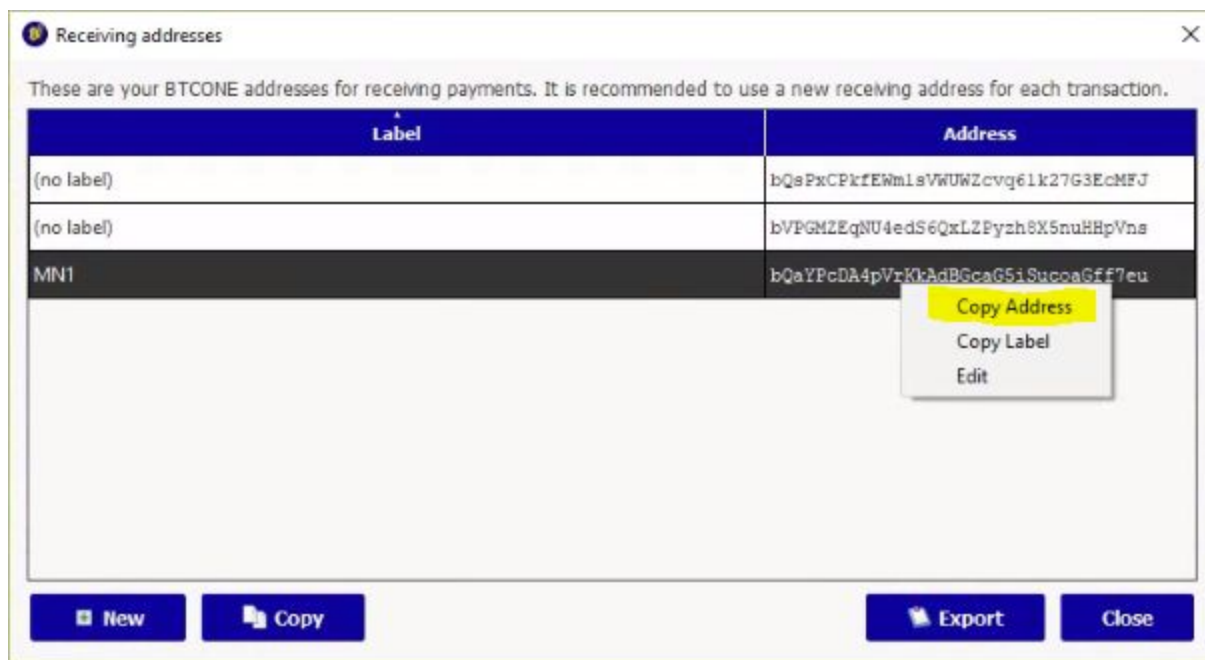 Receiving addresses
These are your BTCONE addresses for receiving payments. It is recommended to use a new receiving address for each transaction.
Label Address
(no label) bQsPxCPkfEWm1sVWUWZcvq61k27G3EcMFJ
(no label) bVPGMZEqNU4edS6QxLZPyzh8X5nuHHpVns
MN1 bQaYPcDA4pVrKkAdBGcaG5iSucoaGff7eu
Copy Address
Copy Label
Edit
New Copy Export Close